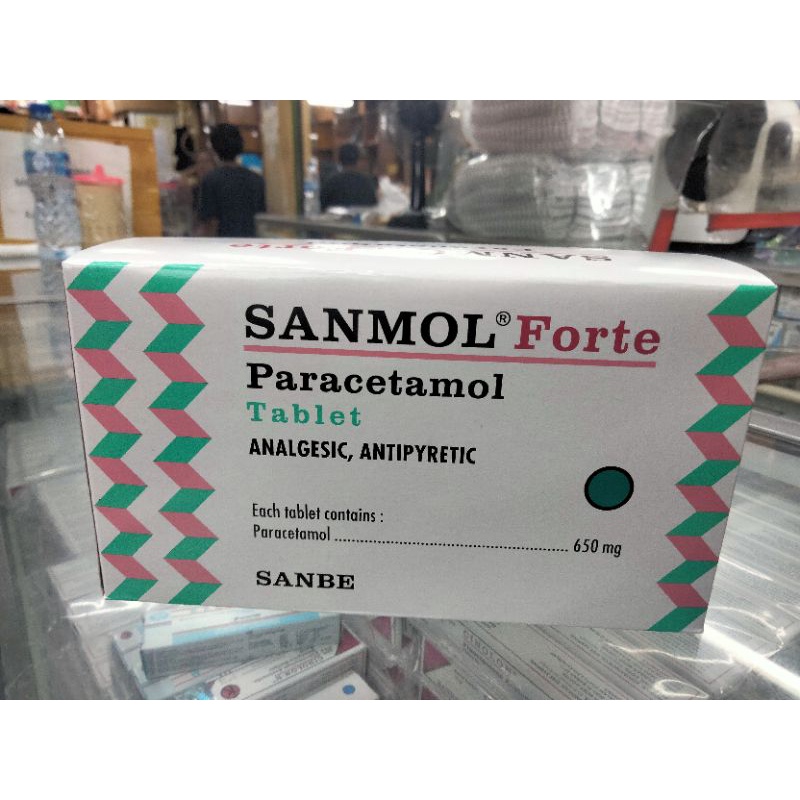 SANMOL® Forte
Paracetamol
Tablet
ANALGESIC, ANTIPYRETIC
Each tablet contains :
Paracetamol ........................................................ 650 mg
SANBE